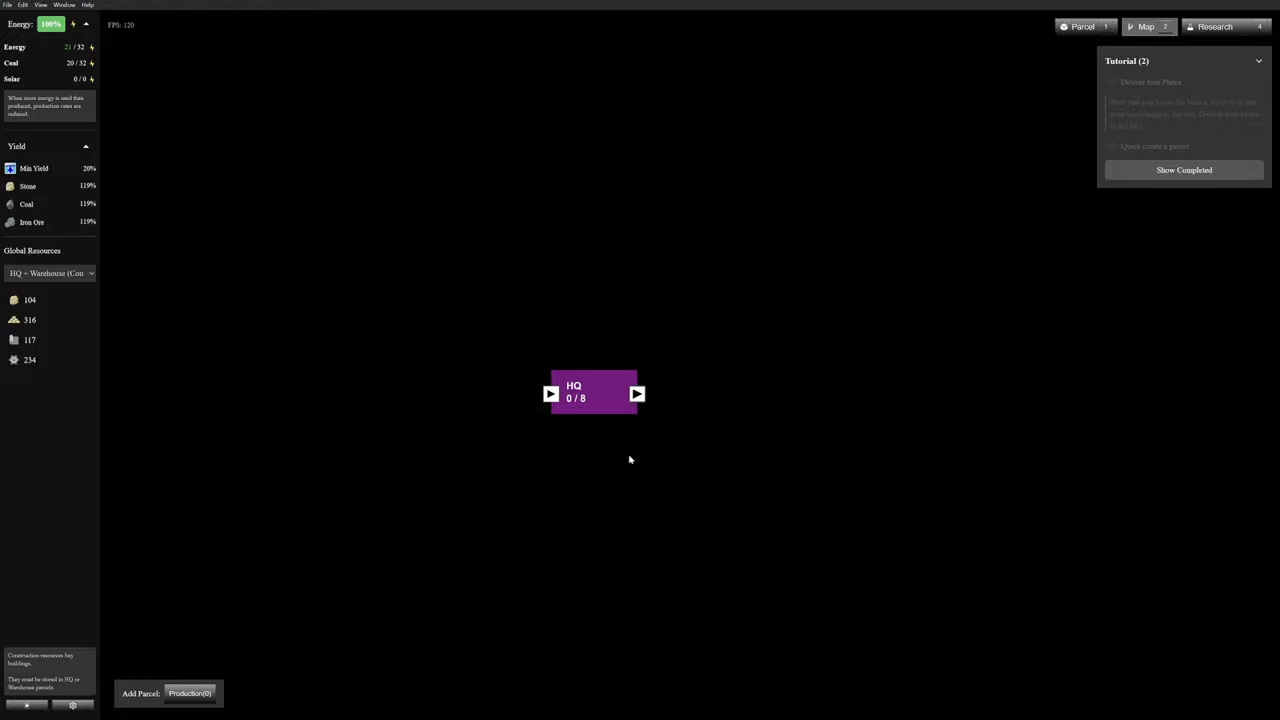 File Edit View Window Help
Energy: 100%
FPS: 120
Parcel 1
Map 2
Research 4
Energy 21 / 32
Coal 20 / 32
Solar 0 / 0
When more energy is used than
produced, production rates are
reduced.
Yield
Min Yield 20%
Stone 119%
Coal 119%
Iron Ore 119%
Global Resources
HQ + Warehouse (Con
104
316
117
234
Tutorial (2)
Deliver Iron Plates
Quick create a parcel
Show Completed
HQ
0 / 8
Construction resources buy
buildings.
They must be stored in HQ or
Warehouse parcels.
Add Parcel: Production(0)